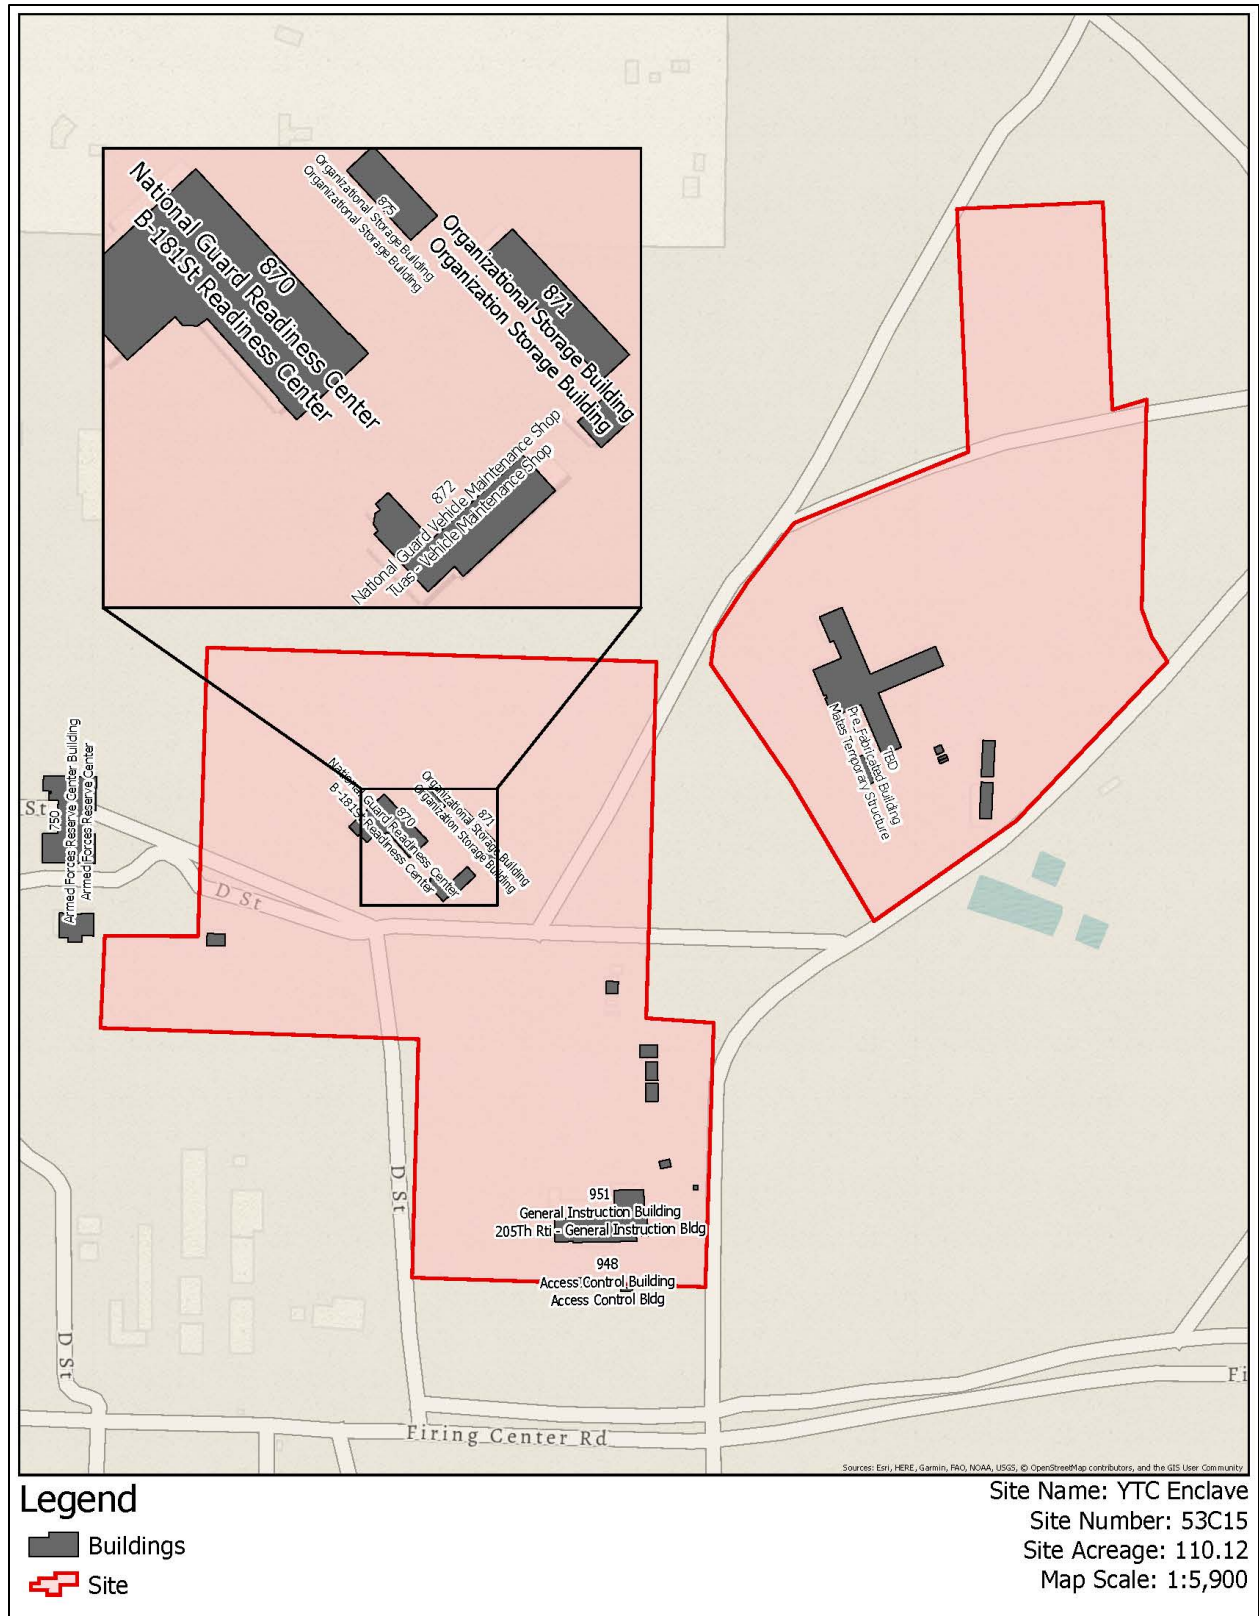 National Guard Readiness Center
B-181St Readiness Center
870
875
Organizational Storage Building
Organizational Storage Building
871
Organizational Storage Building
Organization Storage Building
872
National Guard Vehicle Maintenance Shop
Tuas - Vehicle Maintenance Shop
St
750
Armed Forces Reserve Center Building
Armed Forces Reserve Center
870
National Guard Readiness Center
B-181St Readiness Center
871
Organizational Storage Building
Organization Storage Building
TBD
Pre_Fabricated Building
Mates Temporary Structure
D St
D St
951
General Instruction Building
205Th Rti - General Instruction Bldg
948
Access Control Building
Access Control Bldg
D St
Firing Center Rd
Fi
Sources: Esri, HERE, Garmin, FAO, NOAA, USGS, © OpenStreetMap contributors, and the GIS User Community
Legend
Buildings
Site
Site Name: YTC Enclave
Site Number: 53C15
Site Acreage: 110.12
Map Scale: 1:5,900